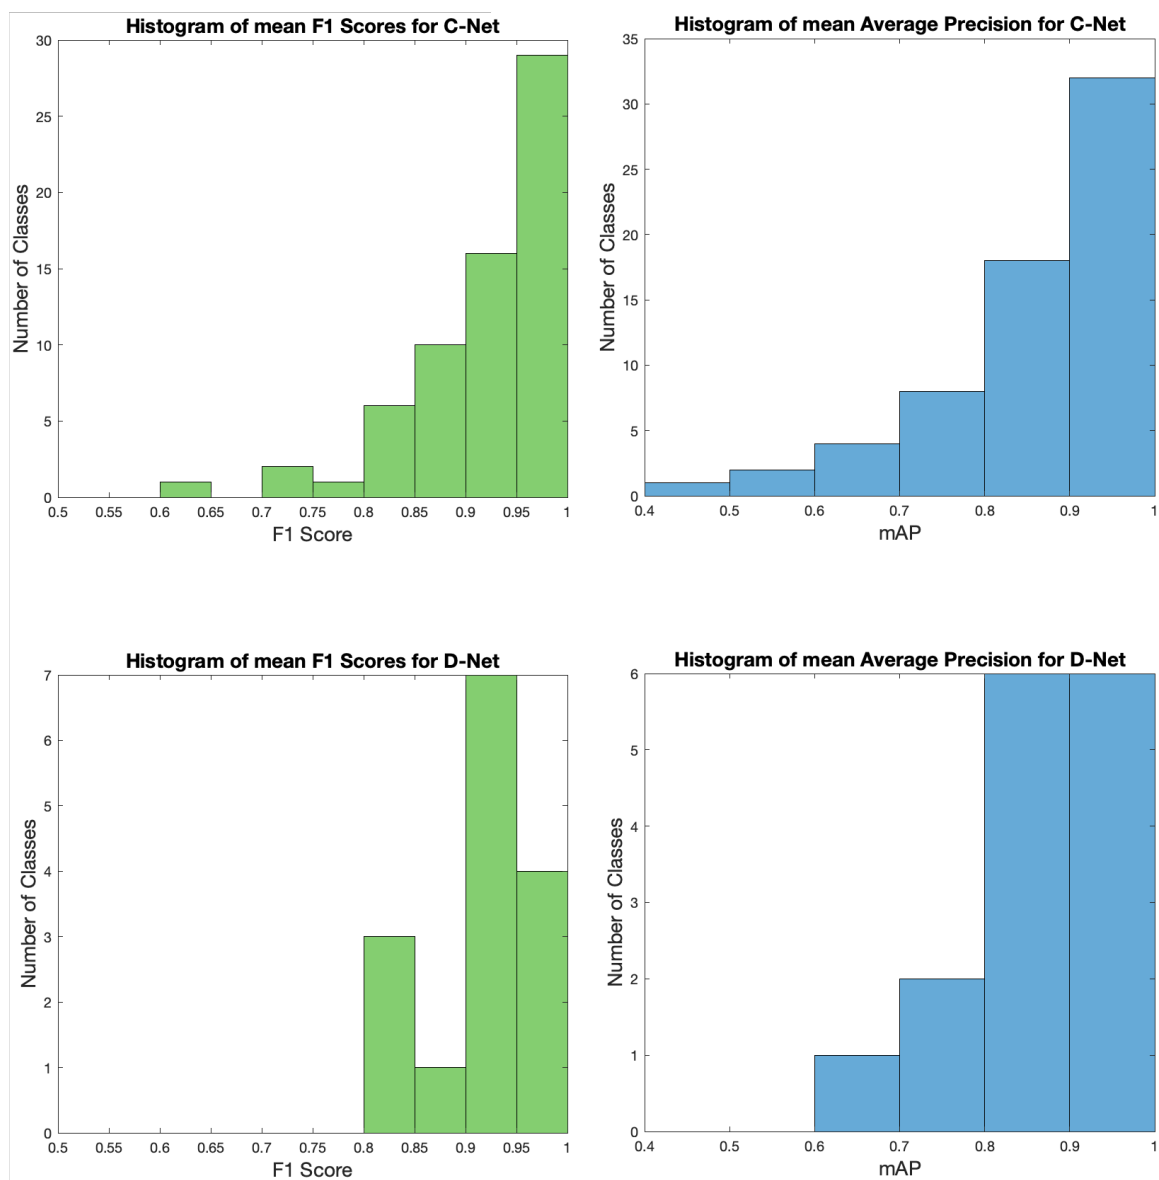 Histogram of mean F1 Scores for C-Net
30
25
20
15
10
5
0
Number of Classes
0.5 0.55 0.6 0.65 0.7 0.75 0.8 0.85 0.9 0.95 1
F1 Score
Histogram of mean Average Precision for C-Net
35
30
25
20
15
10
5
0
Number of Classes
0.4 0.5 0.6 0.7 0.8 0.9 1
mAP
Histogram of mean F1 Scores for D-Net
7
6
5
4
3
2
1
0
Number of Classes
0.5 0.55 0.6 0.65 0.7 0.75 0.8 0.85 0.9 0.95 1
F1 Score
Histogram of mean Average Precision for D-Net
6
5
4
3
2
1
0
Number of Classes
0.4 0.5 0.6 0.7 0.8 0.9 1
mAP